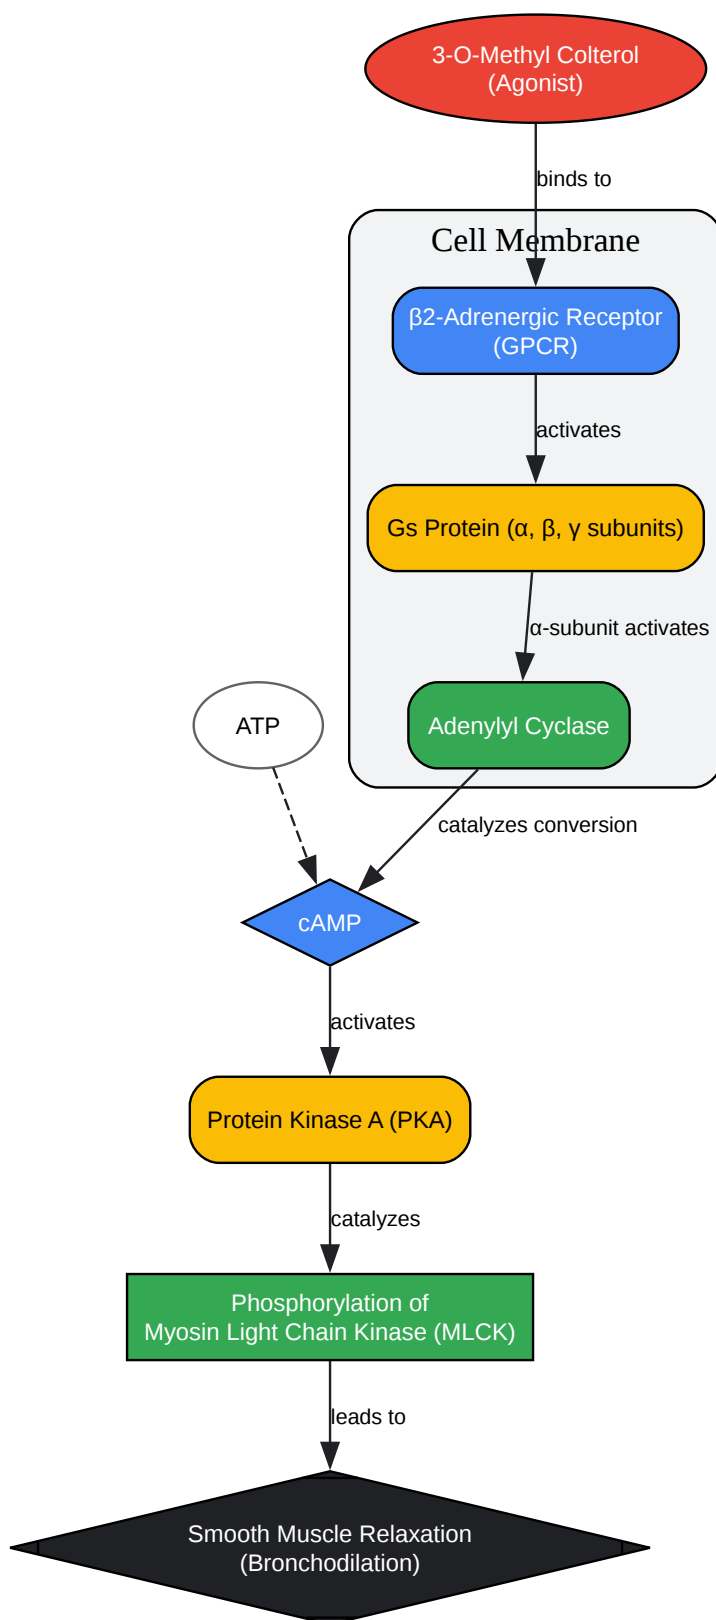 3-O-Methyl Colterol
(Agonist)
binds to
Cell Membrane
β2-Adrenergic Receptor
(GPCR)
activates
Gs Protein (α, β, γ subunits)
α-subunit activates
ATP
Adenylyl Cyclase
catalyzes conversion
cAMP
activates
Protein Kinase A (PKA)
catalyzes
Phosphorylation of
Myosin Light Chain Kinase (MLCK)
leads to
Smooth Muscle Relaxation
(Bronchodilation)